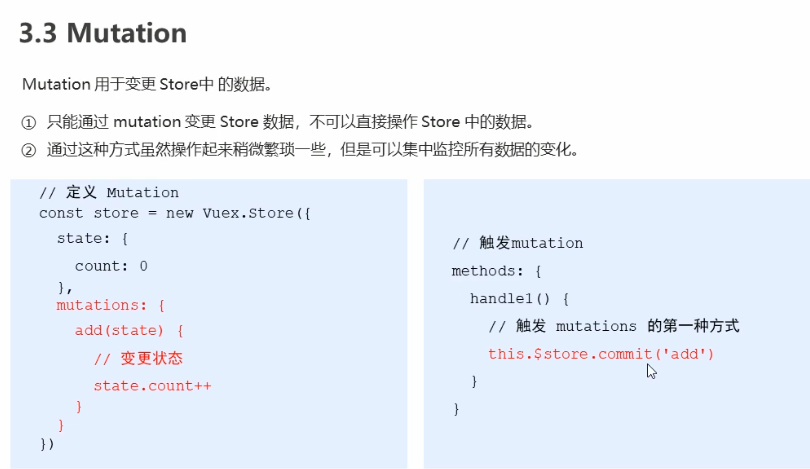 3.3 Mutation
Mutation 用于变更 Store中 的数据。
① 只能通过 mutation 变更 Store 数据，不可以直接操作 Store 中的数据。
② 通过这种方式虽然操作起来稍微繁琐一些，但是可以集中监控所有数据的变化。
// 定义 Mutation
const store = new Vuex.Store({
state: {
count: 0
},
mutations: {
add(state) {
// 变更状态
state.count++
}
}
})
// 触发mutation
methods: {
handle1() {
// 触发 mutations 的第一种方式
this.$store.commit('add')
}
}